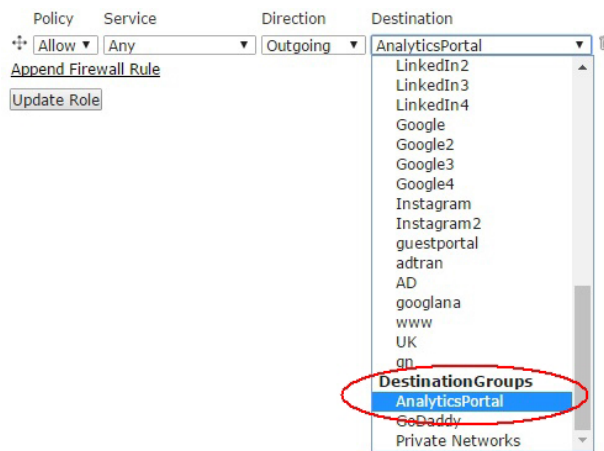 Policy Service Direction Destination
Allow Any Outgoing AnalyticsPortal
Append Firewall Rule
Update Role
LinkedIn2
LinkedIn3
LinkedIn4
Google
Google2
Google3
Google4
Instagram
Instagram2
guestportal
adtran
AD
googlana
www
UK
gn
DestinationGroups
AnalyticsPortal
GoDaddy
Private Networks